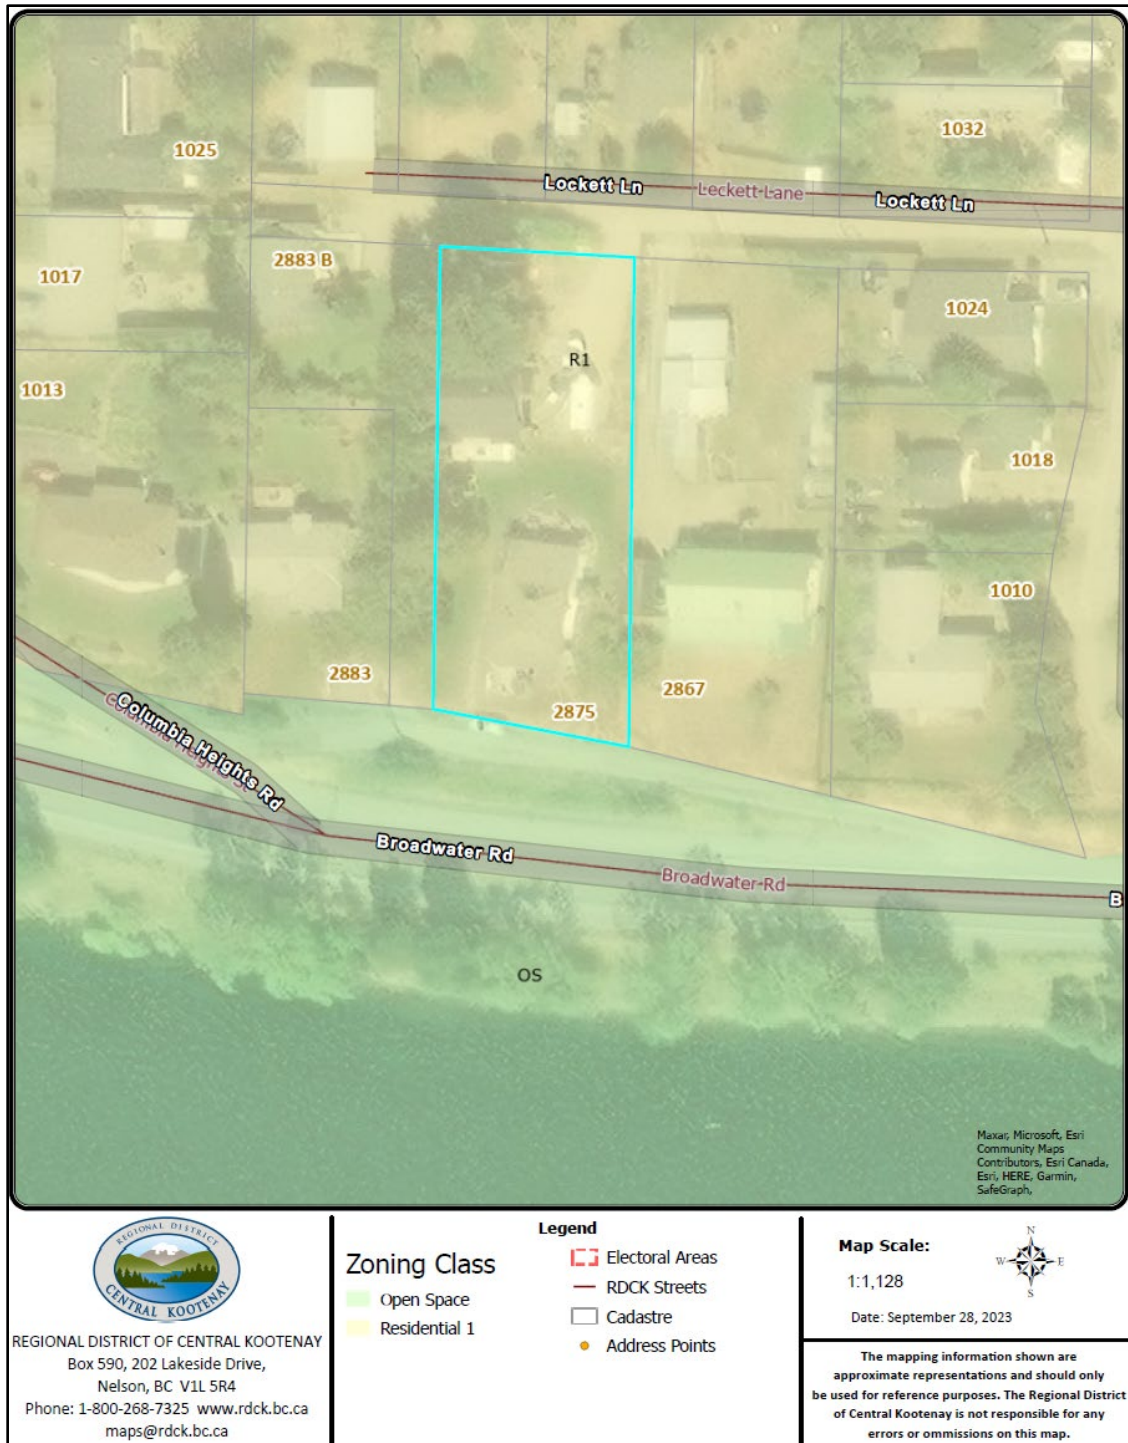 1025
1032
Lockett Ln
Leckett Lane
Lockett Ln
2883 B
1017
1024
R1
1013
1018
1010
2883
2867
2875
Columbia Heights Rd
Broadwater Rd
Broadwater Rd
B
OS
Maxar, Microsoft, Esri
Community Maps
Contributors, Esri Canada,
Esri, HERE, Garmin,
SafeGraph,
REGIONAL DISTRICT
CENTRAL KOOTENAY
REGIONAL DISTRICT OF CENTRAL KOOTENAY
Box 590, 202 Lakeside Drive,
Nelson, BC V1L 5R4
Phone: 1-800-268-7325 www.rdck.bc.ca
maps@rdck.bc.ca
Legend
Zoning Class
Open Space
Residential 1
Electoral Areas
RDCK Streets
Cadastre
Address Points
Map Scale:
1:1,128
N
W
E
S
Date: September 28, 2023
The mapping information shown are
approximate representations and should only
be used for reference purposes. The Regional District
of Central Kootenay is not responsible for any
errors or ommissions on this map.